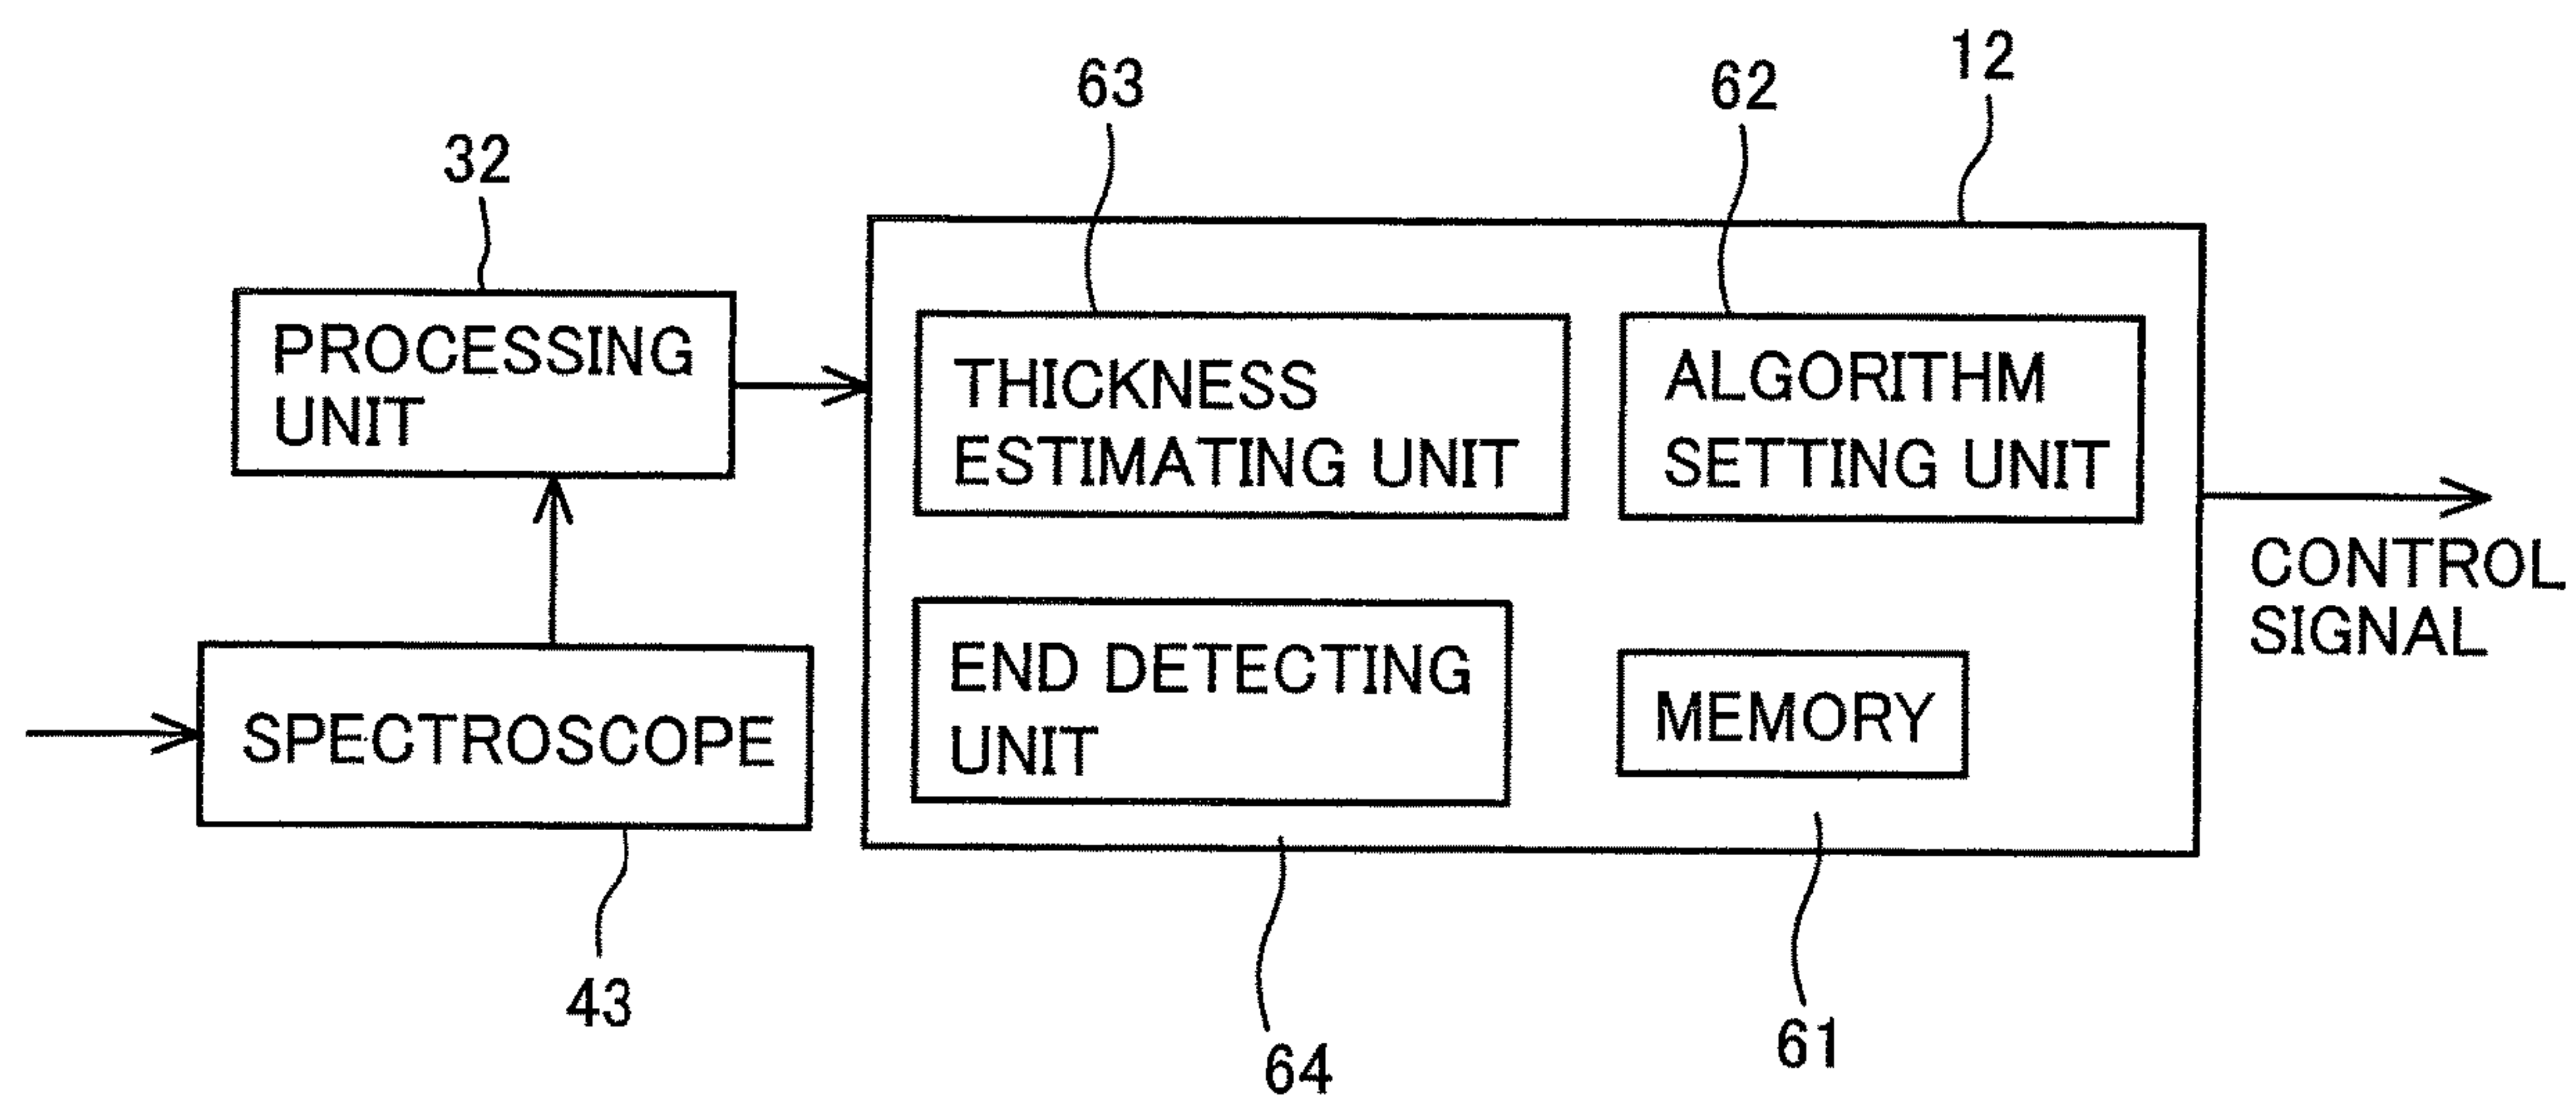 12
63
62
32
PROCESSING
UNIT
THICKNESS
ESTIMATING UNIT
ALGORITHM
SETTING UNIT
CONTROL
SIGNAL
SPECTROSCOPE
END DETECTING
UNIT
MEMORY
43
64
61